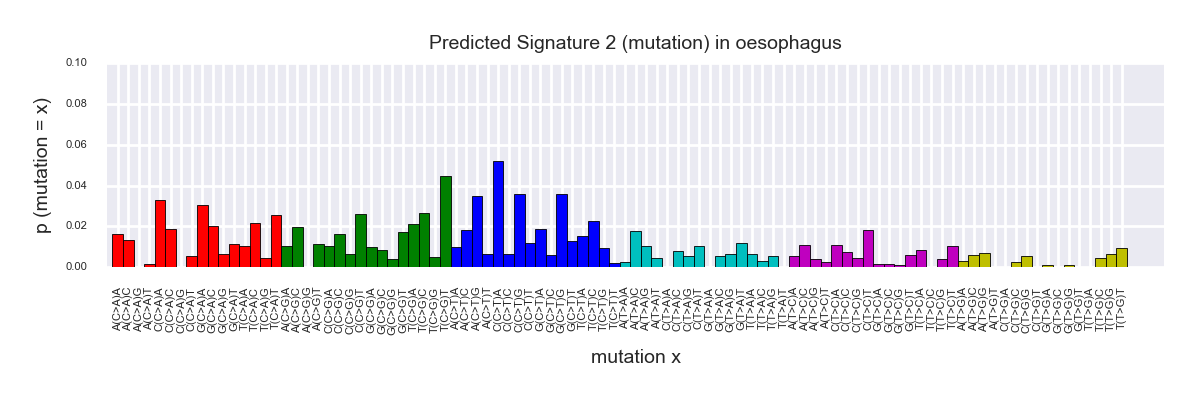 Predicted Signature 2 (mutation) in oesophagus
p (mutation = x)
0.10
0.08
0.06
0.04
0.02
0.00
A(C>A)A
A(C>A)C
A(C>A)G
A(C>A)T
C(C>A)A
C(C>A)C
C(C>A)G
C(C>A)T
G(C>A)A
G(C>A)C
G(C>A)G
G(C>A)T
T(C>A)A
T(C>A)C
T(C>A)G
T(C>A)T
A(C>G)A
A(C>G)C
A(C>G)G
A(C>G)T
C(C>G)A
C(C>G)C
C(C>G)G
C(C>G)T
G(C>G)A
G(C>G)C
G(C>G)G
G(C>G)T
T(C>G)A
T(C>G)C
T(C>G)G
T(C>G)T
A(C>T)A
A(C>T)C
A(C>T)G
A(C>T)T
C(C>T)A
C(C>T)C
C(C>T)G
C(C>T)T
G(C>T)A
G(C>T)C
G(C>T)G
G(C>T)T
T(C>T)A
T(C>T)C
T(C>T)G
T(C>T)T
A(T>A)A
A(T>A)C
A(T>A)G
A(T>A)T
C(T>A)A
C(T>A)C
C(T>A)G
C(T>A)T
G(T>A)A
G(T>A)C
G(T>A)G
G(T>A)T
T(T>A)A
T(T>A)C
T(T>A)G
T(T>A)T
A(T>C)A
A(T>C)C
A(T>C)G
A(T>C)T
C(T>C)A
C(T>C)C
C(T>C)G
C(T>C)T
G(T>C)A
G(T>C)C
G(T>C)G
G(T>C)T
T(T>C)A
T(T>C)C
T(T>C)G
T(T>C)T
A(T>G)A
A(T>G)C
A(T>G)G
A(T>G)T
C(T>G)A
C(T>G)C
C(T>G)G
C(T>G)T
G(T>G)A
G(T>G)C
G(T>G)G
G(T>G)T
T(T>G)A
T(T>G)C
T(T>G)G
T(T>G)T
mutation x